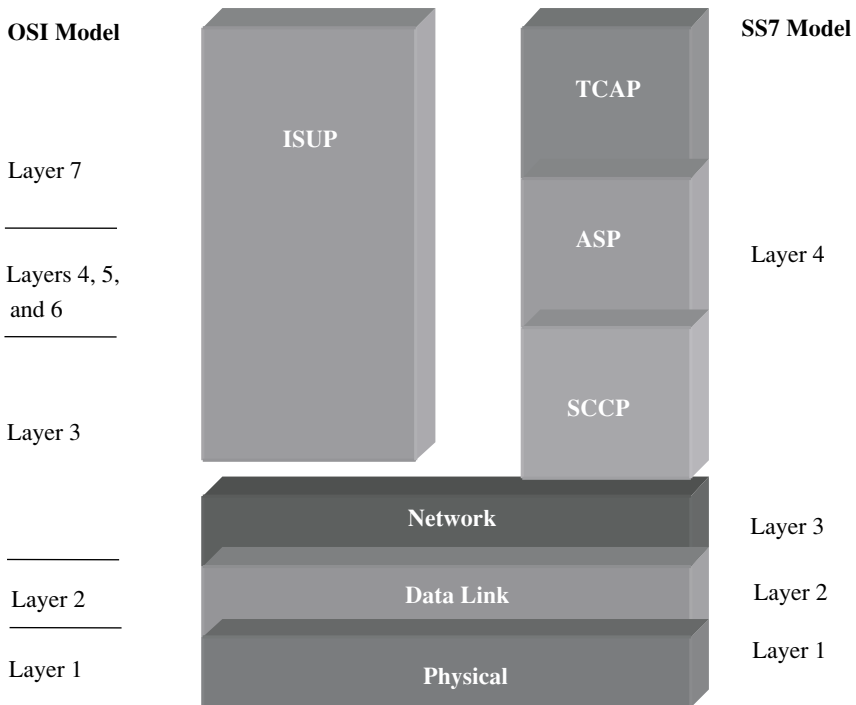 OSI Model
SS7 Model
TCAP
ISUP
Layer 7
ASP
Layer 4
Layers 4, 5,
and 6
SCCP
Layer 3
Network
Layer 3
Data Link
Layer 2
Layer 2
Layer 1
Physical
Layer 1